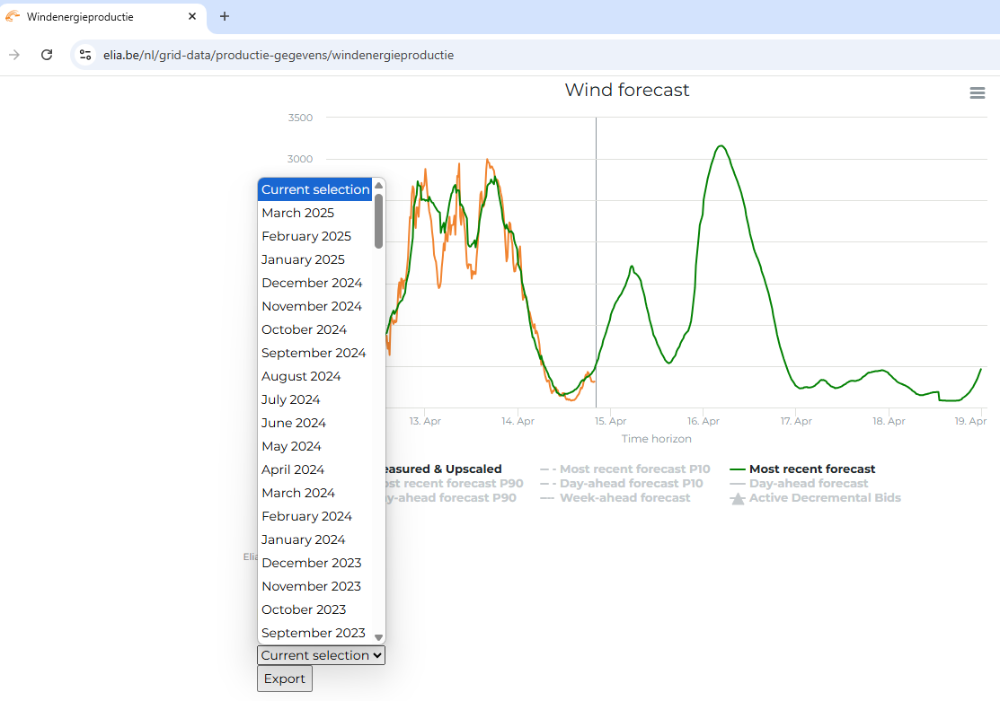 Windenergieproductie
elia.be/nl/grid-data/productie-gegevens/windenergieproductie
Wind forecast
3500
3000
Current selection
March 2025
February 2025
January 2025
December 2024
November 2024
October 2024
September 2024
August 2024
July 2024
June 2024
May 2024
April 2024
March 2024
February 2024
January 2024
December 2023
November 2023
October 2023
September 2023
Current selection
Export
13. Apr 14. Apr 15. Apr 16. Apr 17. Apr 18. Apr 19. Apr
Time horizon
easured & Upscaled Most recent forecast P10 Most recent forecast
ost recent forecast P90 Day-ahead forecast P10 Day-ahead forecast
y-ahead forecast P90 Week-ahead forecast Active Decremental Bids
Elia